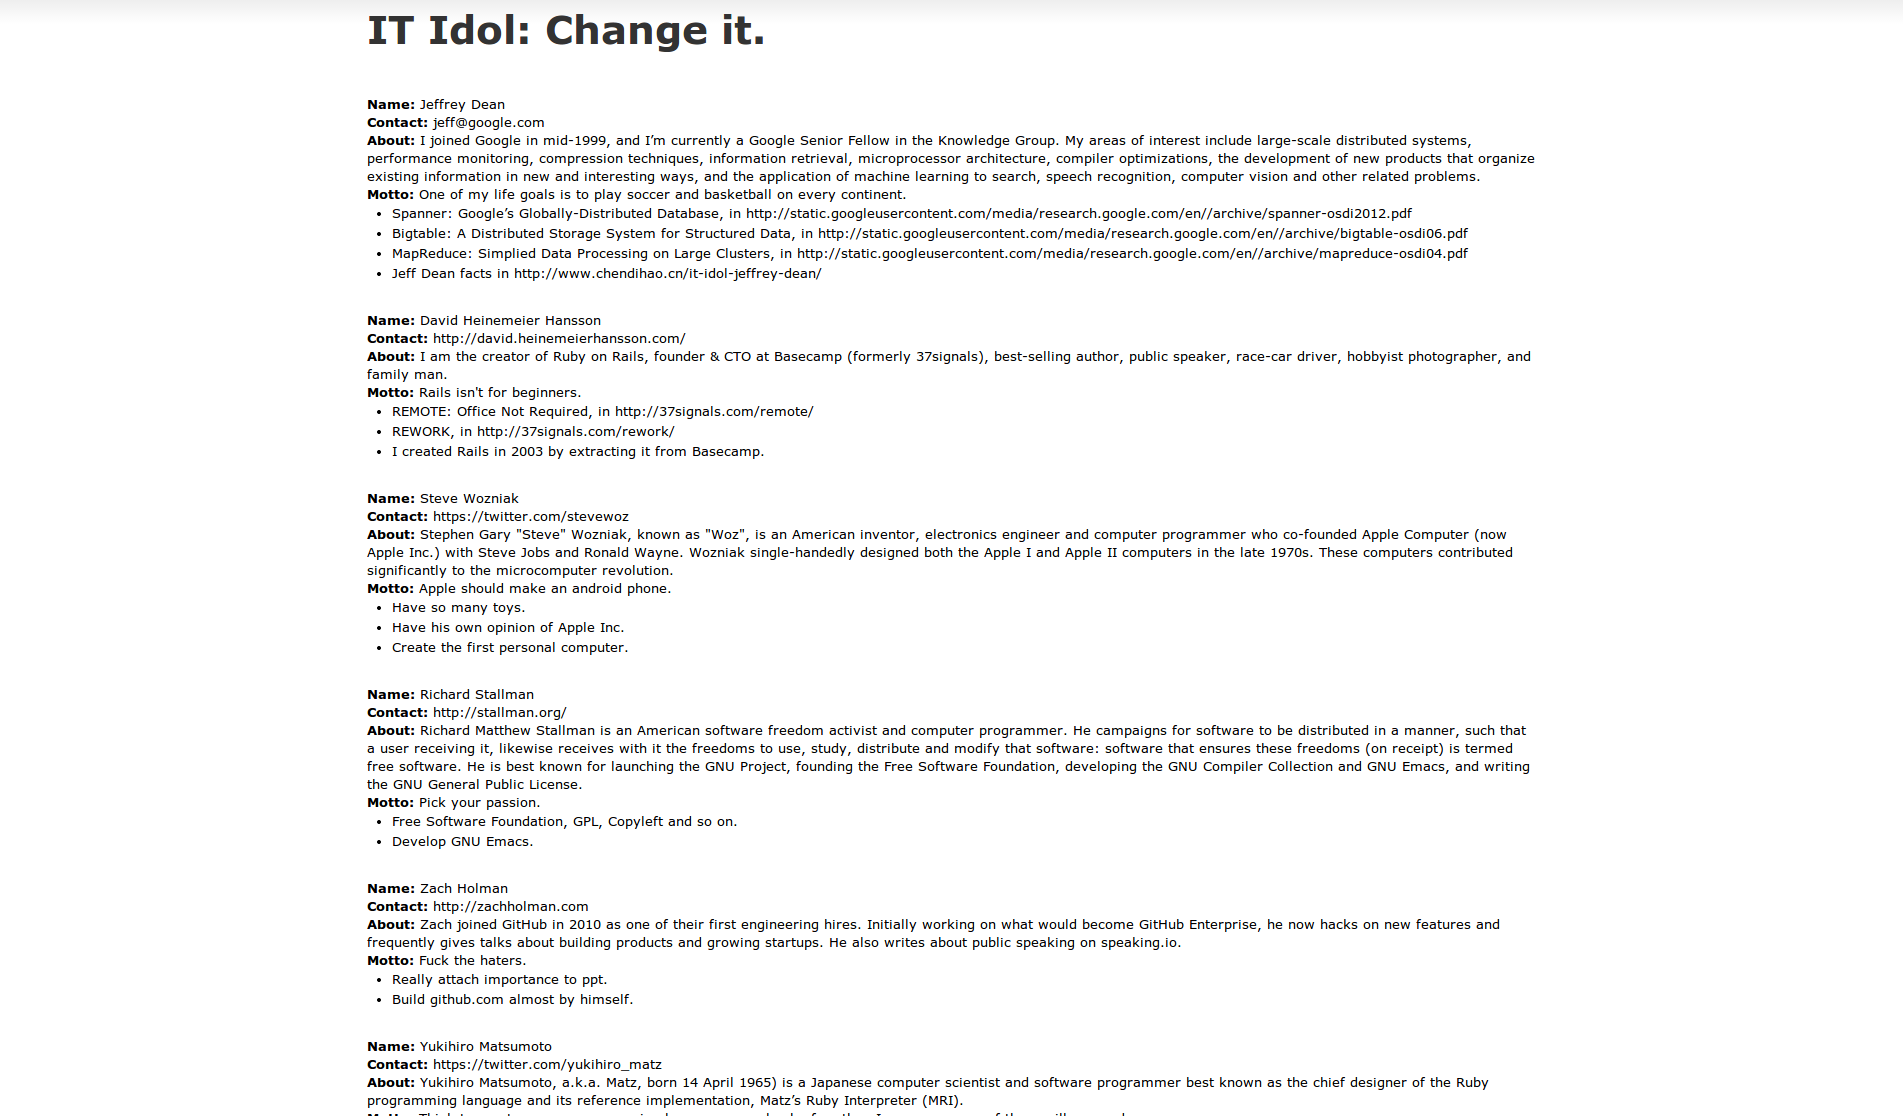 IT Idol: Change it.
Name: Jeffrey Dean
Contact: jeff@google.com
About: I joined Google in mid-1999, and I’m currently a Google Senior Fellow in the Knowledge Group. My areas of interest include large-scale distributed systems,
performance monitoring, compression techniques, information retrieval, microprocessor architecture, compiler optimizations, the development of new products that organize
existing information in new and interesting ways, and the application of machine learning to search, speech recognition, computer vision and other related problems.
Motto: One of my life goals is to play soccer and basketball on every continent.
• Spanner: Google’s Globally-Distributed Database, in http://static.googleusercontent.com/media/research.google.com/en//archive/spanner-osdi2012.pdf
• Bigtable: A Distributed Storage System for Structured Data, in http://static.googleusercontent.com/media/research.google.com/en//archive/bigtable-osdi06.pdf
• MapReduce: Simplied Data Processing on Large Clusters, in http://static.googleusercontent.com/media/research.google.com/en//archive/mapreduce-osdi04.pdf
• Jeff Dean facts in http://www.chendihao.cn/it-idol-jeffrey-dean/
Name: David Heinemeier Hansson
Contact: http://david.heinemeierhansson.com/
About: I am the creator of Ruby on Rails, founder & CTO at Basecamp (formerly 37signals), best-selling author, public speaker, race-car driver, hobbyist photographer, and
family man.
Motto: Rails isn't for beginners.
• REMOTE: Office Not Required, in http://37signals.com/remote/
• REWORK, in http://37signals.com/rework/
• I created Rails in 2003 by extracting it from Basecamp.
Name: Steve Wozniak
Contact: https://twitter.com/stevewoz
About: Stephen Gary "Steve" Wozniak, known as "Woz", is an American inventor, electronics engineer and computer programmer who co-founded Apple Computer (now
Apple Inc.) with Steve Jobs and Ronald Wayne. Wozniak single-handedly designed both the Apple I and Apple II computers in the late 1970s. These computers contributed
significantly to the microcomputer revolution.
Motto: Apple should make an android phone.
• Have so many toys.
• Have his own opinion of Apple Inc.
• Create the first personal computer.
Name: Richard Stallman
Contact: http://stallman.org/
About: Richard Matthew Stallman is an American software freedom activist and computer programmer. He campaigns for software to be distributed in a manner, such that
a user receiving it, likewise receives with it the freedoms to use, study, distribute and modify that software: software that ensures these freedoms (on receipt) is termed
free software. He is best known for launching the GNU Project, founding the Free Software Foundation, developing the GNU Compiler Collection and GNU Emacs, and writing
the GNU General Public License.
Motto: Pick your passion.
• Free Software Foundation, GPL, Copyleft and so on.
• Develop GNU Emacs.
Name: Zach Holman
Contact: http://zachholman.com
About: Zach joined GitHub in 2010 as one of their first engineering hires. Initially working on what would become GitHub Enterprise, he now hacks on new features and
frequently gives talks about building products and growing startups. He also writes about public speaking on speaking.io.
Motto: Fuck the haters.
• Really attach importance to ppt.
• Build github.com almost by himself.
Name: Yukihiro Matsumoto
Contact: https://twitter.com/yukihiro_matz
About: Yukihiro Matsumoto, a.k.a. Matz, born 14 April 1965) is a Japanese computer scientist and software programmer best known as the chief designer of the Ruby
programming language and its reference implementation, Matz’s Ruby Interpreter (MRI).